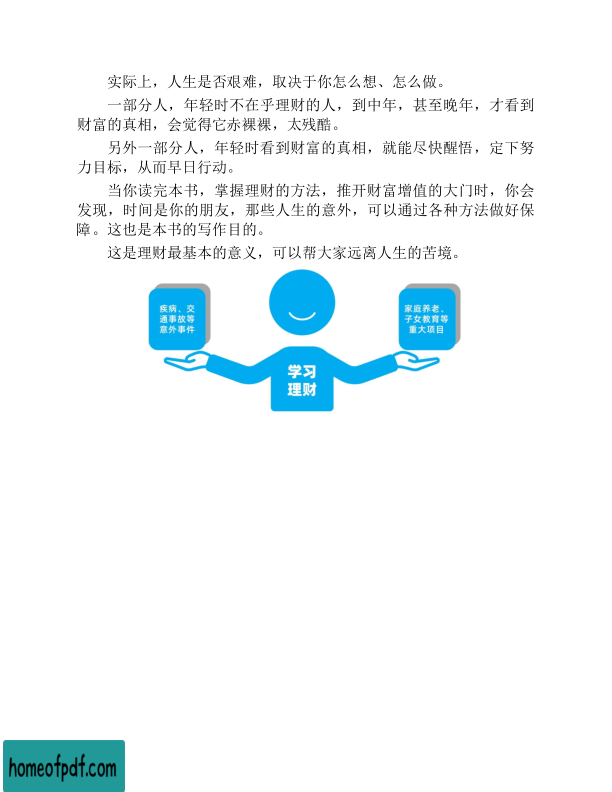 实际上，人生是否艰难，取决于你怎么想、怎么做。
一部分人，年轻时不在乎理财的人，到中年，甚至晚年，才看到
财富的真相，会觉得它赤裸裸，太残酷。
另外一部分人，年轻时看到财富的真相，就能尽快醒悟，定下努
力目标，从而早日行动。
当你读完本书，掌握理财的方法，推开财富增值的大门时，你会
发现，时间是你的朋友，那些人生的意外，可以通过各种方法做好保
障。这也是本书的写作目的。
这是理财最基本的意义，可以帮大家远离人生的苦境。
疾病、交
通事故等
意外事件
家庭养老、
子女教育等
重大项目
学习
理财
homeofpdf.com